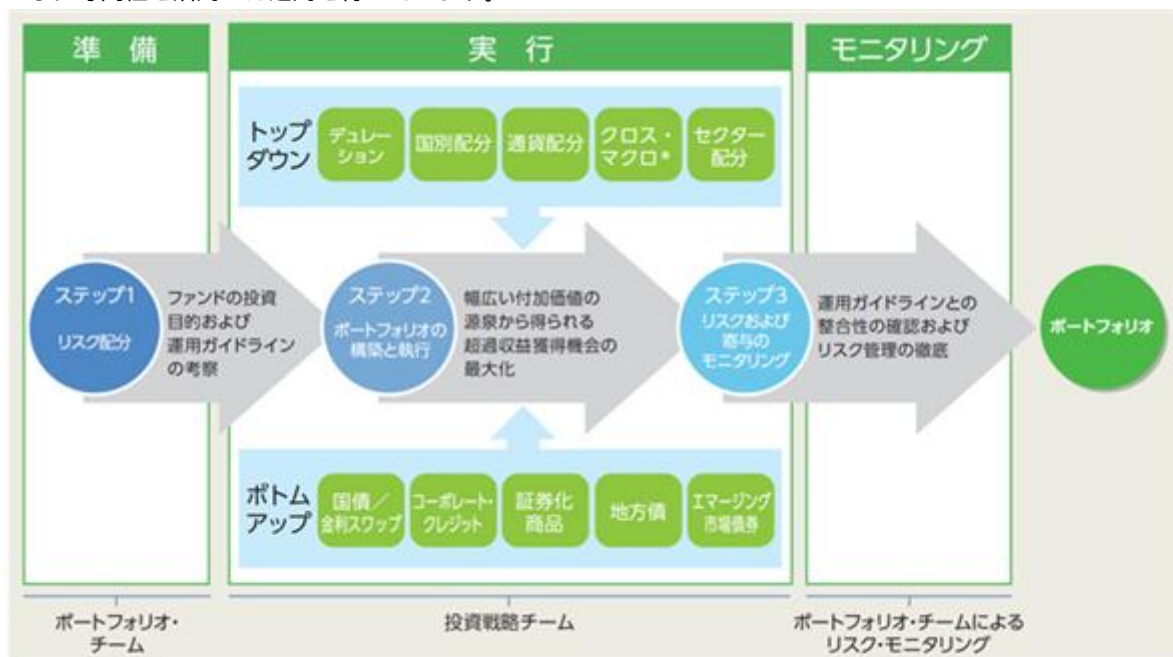 準 備
実 行
モニタリング
トップ
ダウン
デュレー
ション
国別配分
通貨配分
クロス・
マクロ*
セクター
配分
ステップ1
リスク配分
ファンドの投資
目的および
運用ガイドライン
の考察
ステップ2
ポートフォリオの
構築と執行
幅広い付加価値の
源泉から得られる
超過収益獲得機会の
最大化
ステップ3
リスクおよび
寄与の
モニタリング
運用ガイドラインとの
整合性の確認および
リスク管理の徹底
ポートフォリオ
ボトム
アップ
国債／
金利スワップ
コーポレート・
クレジット
証券化
商品
地方債
エマージング
市場債券
ポートフォリオ・
チーム
投資戦略チーム
ポートフォリオ・チームによる
リスク・モニタリング